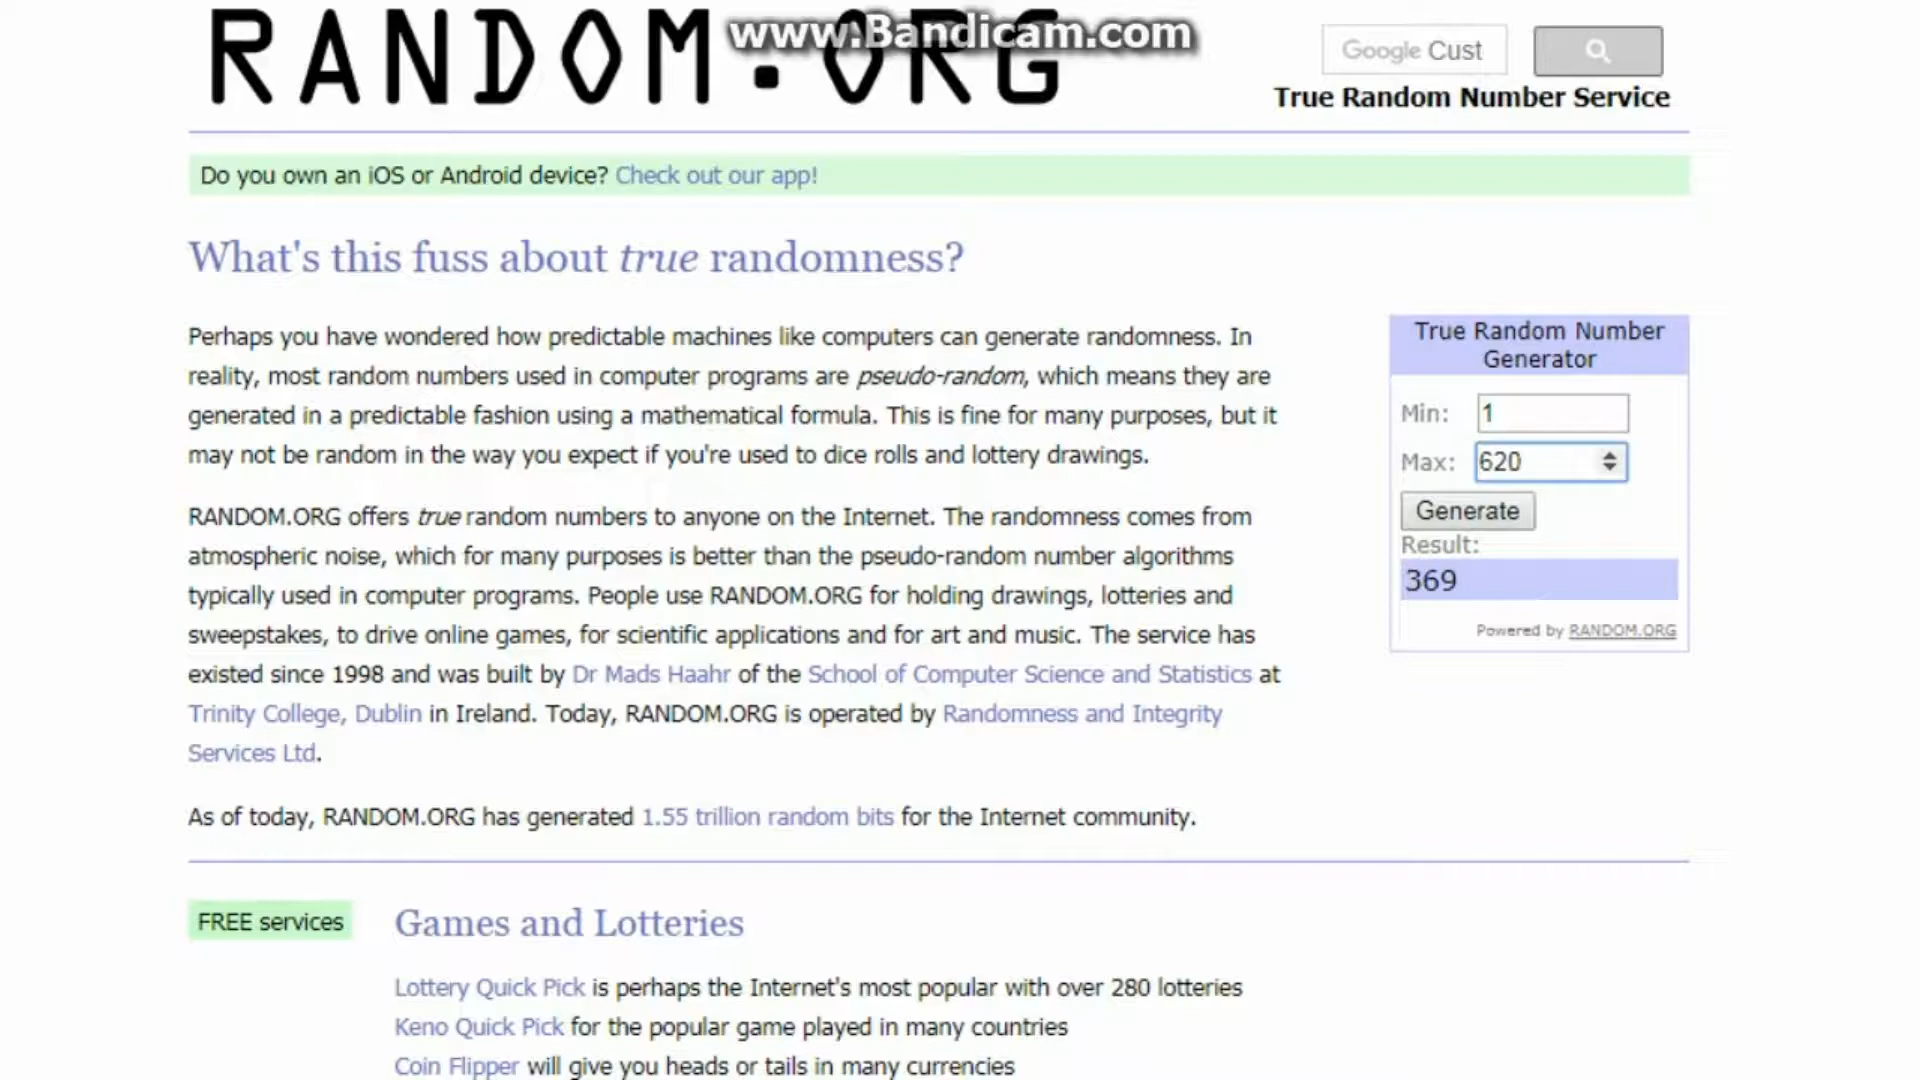 RANDOM.ORG
www.Bandicam.com
Google Cust
True Random Number Service
Do you own an iOS or Android device? Check out our app!
What's this fuss about true randomness?
Perhaps you have wondered how predictable machines like computers can generate randomness. In
reality, most random numbers used in computer programs are pseudo-random, which means they are
generated in a predictable fashion using a mathematical formula. This is fine for many purposes, but it
may not be random in the way you expect if you're used to dice rolls and lottery drawings.
RANDOM.ORG offers true random numbers to anyone on the Internet. The randomness comes from
atmospheric noise, which for many purposes is better than the pseudo-random number algorithms
typically used in computer programs. People use RANDOM.ORG for holding drawings, lotteries and
sweepstakes, to drive online games, for scientific applications and for art and music. The service has
existed since 1998 and was built by Dr Mads Haahr of the School of Computer Science and Statistics at
Trinity College, Dublin in Ireland. Today, RANDOM.ORG is operated by Randomness and Integrity
Services Ltd.
As of today, RANDOM.ORG has generated 1.55 trillion random bits for the Internet community.
True Random Number
Generator
Min: 1
Max: 620
Generate
Result:
369
Powered by RANDOM.ORG
FREE services
Games and Lotteries
Lottery Quick Pick is perhaps the Internet's most popular with over 280 lotteries
Keno Quick Pick for the popular game played in many countries
Coin Flipper will give you heads or tails in many currencies